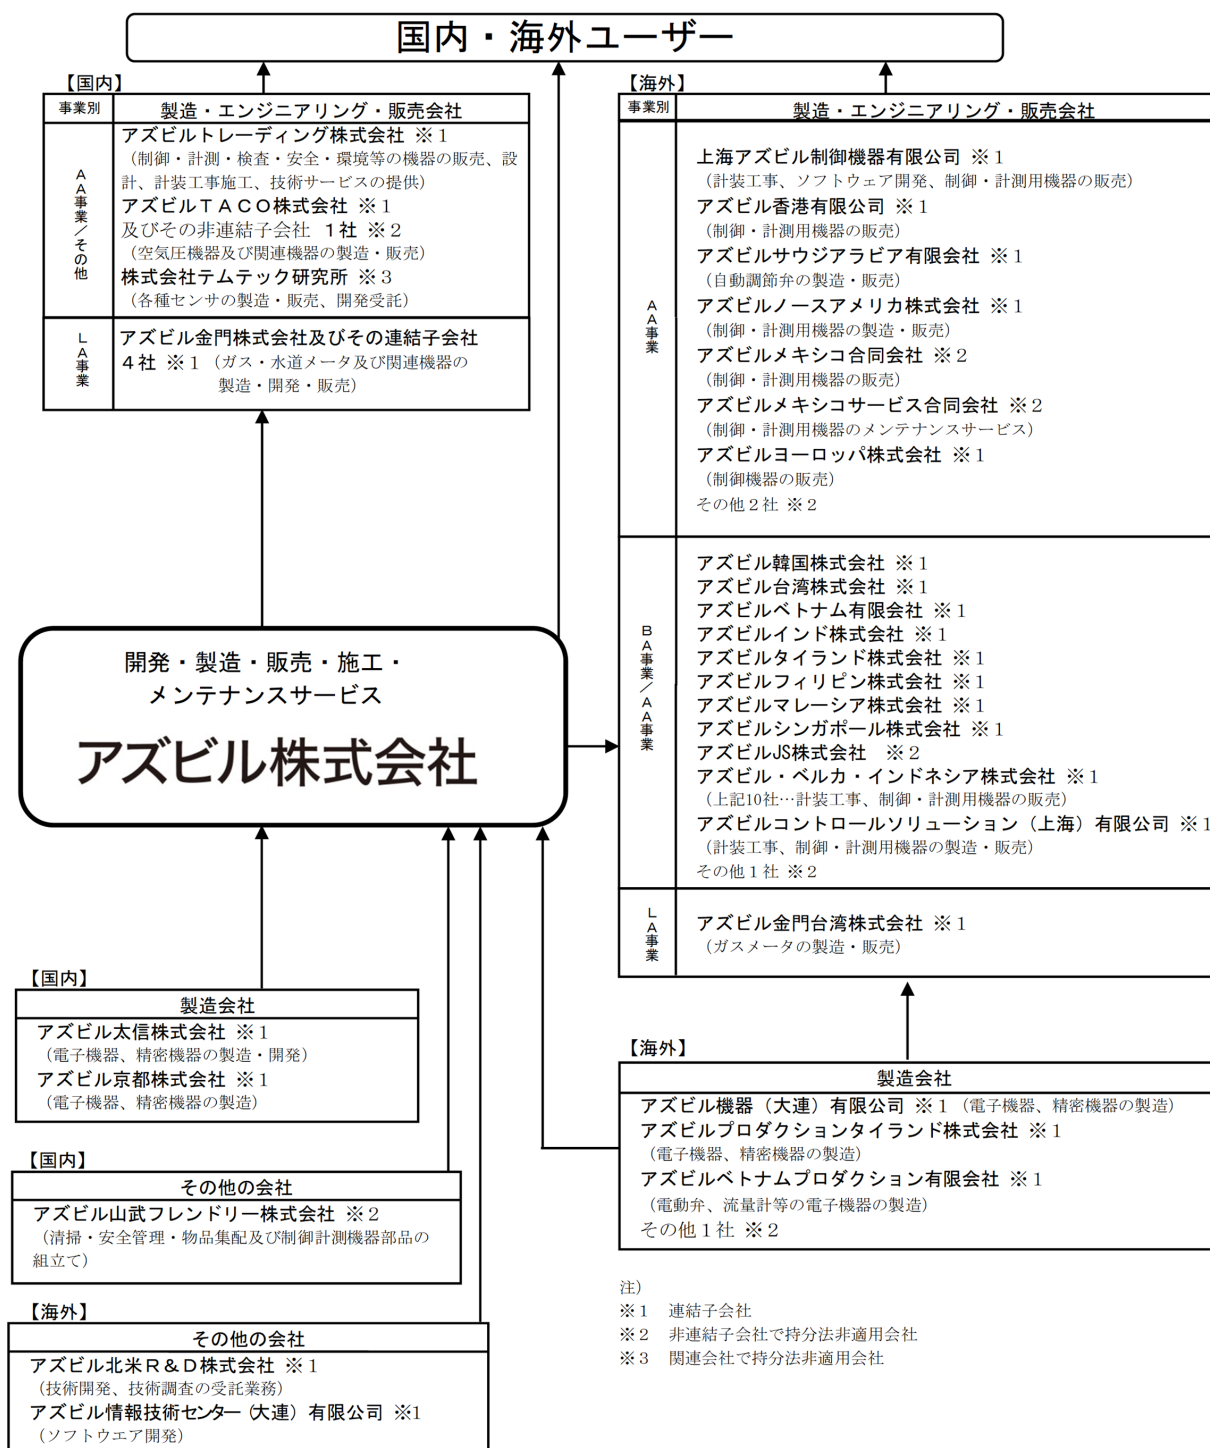 国内・海外ユーザー
【国内】
事業別 製造・エンジニアリング・販売会社
AA事業／その他
アズビルトレーディング株式会社 ※１
（制御・計測・検査・安全・環境等の機器の販売、設
計、計装工事施工、技術サービスの提供）
アズビルＴＡＣＯ株式会社 ※１
及びその非連結子会社 １社 ※２
（空気圧機器及び関連機器の製造・販売）
株式会社テムテック研究所 ※３
（各種センサの製造・販売、開発受託）
LA事業
アズビル金門株式会社及びその連結子会社
４社 ※１（ガス・水道メータ及び関連機器の
製造・開発・販売）
【海外】
事業別 製造・エンジニアリング・販売会社
AA事業
上海アズビル制御機器有限公司 ※１
（計装工事、ソフトウェア開発、制御・計測用機器の販売）
アズビル香港有限公司 ※１
（制御・計測用機器の販売）
アズビルサウジアラビア有限会社 ※１
（自動調節弁の製造・販売）
アズビルノースアメリカ株式会社 ※１
（制御・計測用機器の製造・販売）
アズビルメキシコ合同会社 ※２
（制御・計測用機器の販売）
アズビルメキシコサービス合同会社 ※２
（制御・計測用機器のメンテナンスサービス）
アズビルヨーロッパ株式会社 ※１
（制御機器の販売）
その他２社 ※２
BA事業／AA事業
アズビル韓国株式会社 ※１
アズビル台湾株式会社 ※１
アズビルベトナム有限会社 ※１
アズビルインド株式会社 ※１
アズビルタイランド株式会社 ※１
アズビルフィリピン株式会社 ※１
アズビルマレーシア株式会社 ※１
アズビルシンガポール株式会社 ※１
アズビルJS株式会社 ※２
アズビル・ベルカ・インドネシア株式会社 ※１
（上記10社…計装工事、制御・計測用機器の販売）
アズビルコントロールソリューション（上海）有限公司 ※１
（計装工事、制御・計測用機器の製造・販売）
その他１社 ※２
LA事業
アズビル金門台湾株式会社 ※１
（ガスメータの製造・販売）
開発・製造・販売・施工・
メンテナンスサービス
アズビル株式会社
【国内】
製造会社
アズビル太信株式会社 ※１
（電子機器、精密機器の製造・開発）
アズビル京都株式会社 ※１
（電子機器、精密機器の製造）
【国内】
その他の会社
アズビル山武フレンドリー株式会社 ※２
（清掃・安全管理・物品集配及び制御計測機器部品の
組立て）
【海外】
その他の会社
アズビル北米Ｒ＆Ｄ株式会社 ※１
（技術開発、技術調査の受託業務）
アズビル情報技術センター（大連）有限公司 ※1
（ソフトウエア開発）
【海外】
製造会社
アズビル機器（大連）有限公司 ※１（電子機器、精密機器の製造）
アズビルプロダクションタイランド株式会社 ※１
（電子機器、精密機器の製造）
アズビルベトナムプロダクション有限会社 ※１
（電動弁、流量計等の電子機器の製造）
その他１社 ※２
注）
※１ 連結子会社
※２ 非連結子会社で持分法非適用会社
※３ 関連会社で持分法非適用会社